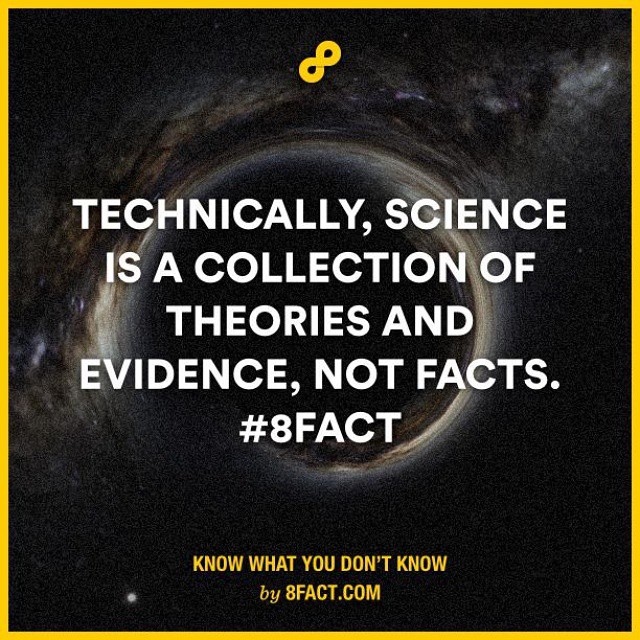 TECHNICALLY, SCIENCE
IS A COLLECTION OF
THEORIES AND
EVIDENCE, NOT FACTS.
#8FACT
KNOW WHAT YOU DON'T KNOW
by 8FACT.COM